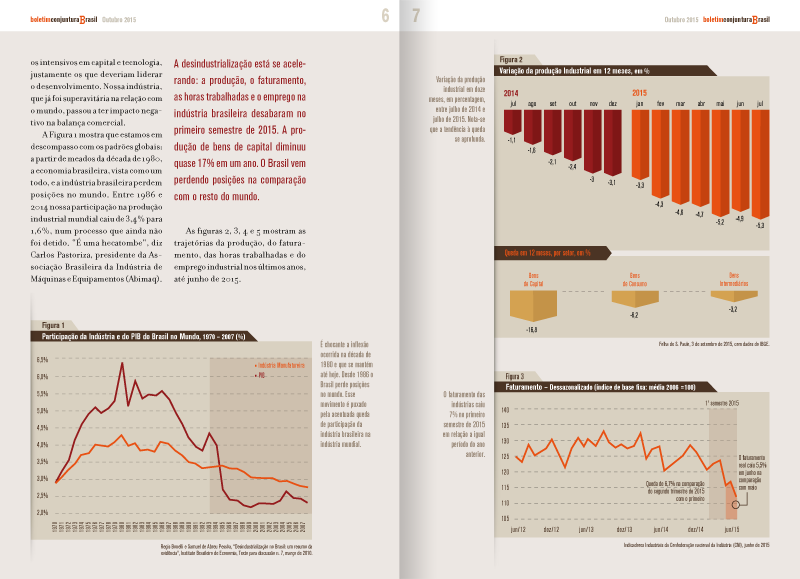 boletimconjunturaBrasil Outubro 2015
6
os intensivos em capital e tecnologia,
justamente os que deveriam liderar
o desenvolvimento. Nossa indústria,
que já foi superavitária na relação com
o mundo, passou a ter impacto nega-
tivo na balança comercial.
A Figura 1 mostra que estamos em
descompasso com os padrões globais:
a partir de meados da década de 1980,
a economia brasileira, vista como um
todo, e a indústria brasileira perdem
posições no mundo. Entre 1986 e
2014 nossa participação na produção
industrial mundial caiu de 3,4% para
1,6%, num processo que ainda não
foi detido. "É uma hecatombe", diz
Carlos Pastoriza, presidente da As-
sociação Brasileira da Indústria de
Máquinas e Equipamentos (Abimaq).
A desindustrialização está se acele-
rando: a produção, o faturamento,
as horas trabalhadas e o emprego na
indústria brasileira desabaram no
primeiro semestre de 2015. A pro-
dução de bens de capital diminuu
quase 17% em um ano. O Brasil vem
perdendo posições na comparação
com o resto do mundo.
As figuras 2, 3, 4 e 5 mostram as
trajetórias da produção, do fatura-
mento, das horas trabalhadas e do
emprego industrial nos últimos anos,
até junho de 2015.
Figura 1
Participação da Indústria e do PIB do Brasil no Mundo, 1970 – 2007 (%)
• Indústria Manufatureira
• PIB
6,5%
6,0%
5,5%
5,0%
4,5%
4,0%
3,5%
3,0%
2,5%
2,0%
É chocante a inflexão
ocorrida na década de
1980 e que se mantém
até hoje. Desde 1986 o
Brasil perde posições
no mundo. Esse
movimento é puxado
pela acentuada queda
de participação da
indústria brasileira na
indústria mundial.
Regis Bonelli e Samuel de Abreu Pessôa, "Desindustrialização no Brasil: um resumo da
evidência", Instituto Brasileiro de Economia, Texto para discussão n. 7, março de 2010.
7
Outubro 2015 boletimconjunturaBrasil
Variação da produção
industrial em doze
meses, em percentagem,
entre julho de 2014 e
julho de 2015. Nota-se
que a tendência à queda
se aprofunda.
Figura 2
Variação da produção Industrial em 12 meses, em %
2014
2015
jul ago set out nov dez jan fev mar abr mai jun jul
-1,1 -1,6 -2,1 -2,4 -3 -3,1 -3,3 -4,3 -4,6 -4,7 -5,2 -4,9 -5,3
Queda em 12 meses, por setor, em %
Bens
de Capital
Bens
de Consumo
Bens
Intermediários
-16,8
-8,2
-3,2
Folha de S. Paulo, 3 de setembro de 2015, com dados do IBGE.
O faturamento das
indústrias caiu
7% no primeiro
semestre de 2015
em relação a igual
período do ano
anterior.
Figura 3
Faturamento – Dessazonalizado (índice de base fixa: média 2006 =100)
1º semestre 2015
140
135
130
125
120
115
110
105
Queda de 6,7% na comparação
do segundo trimestre de 2015
com o primeiro
O faturamento
real caiu 5,5%
em junho na
comparação
com maio
jun/12 dez/12 jun/13 dez/13 jun/14 dez/14 jun/15
Indicadores Industriais da Confederação nacional da Indústria (CNI), junho de 2015